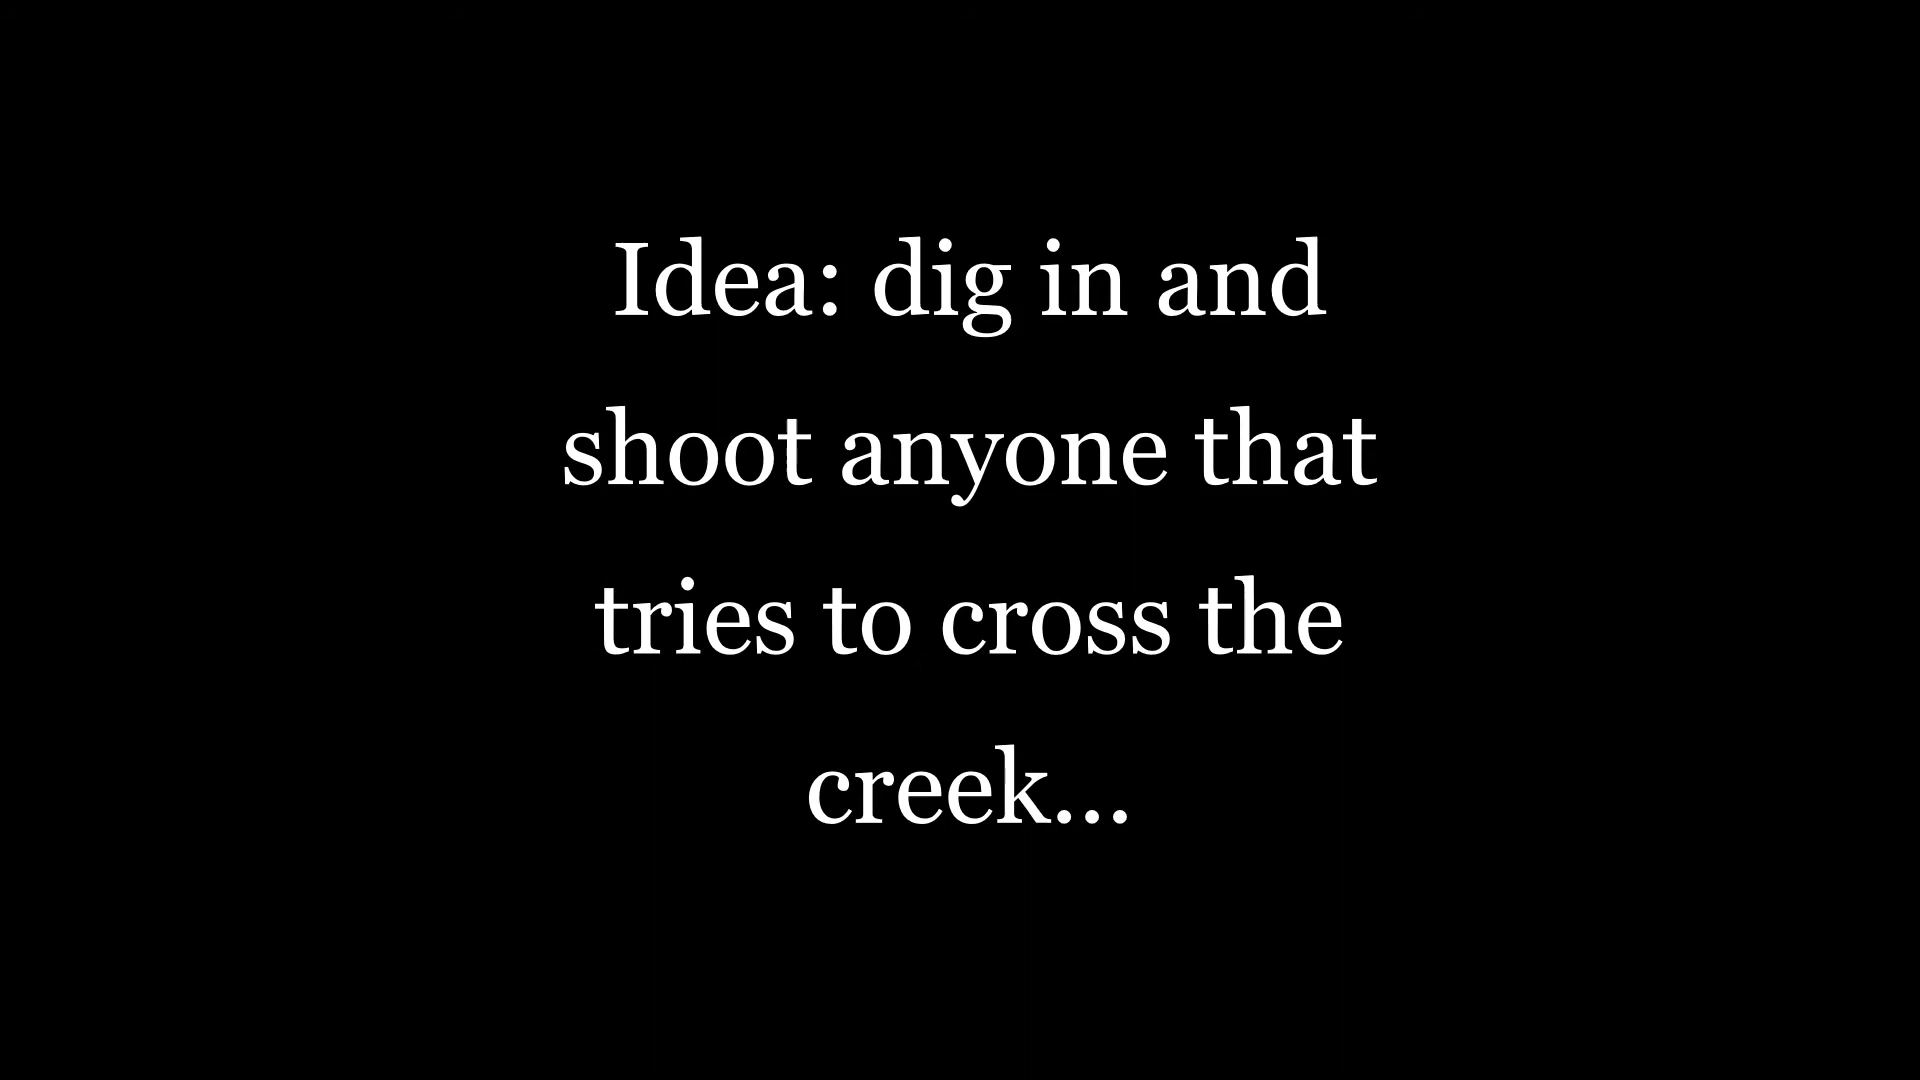 Idea: dig in and
shoot anyone that
tries to cross the
creek...